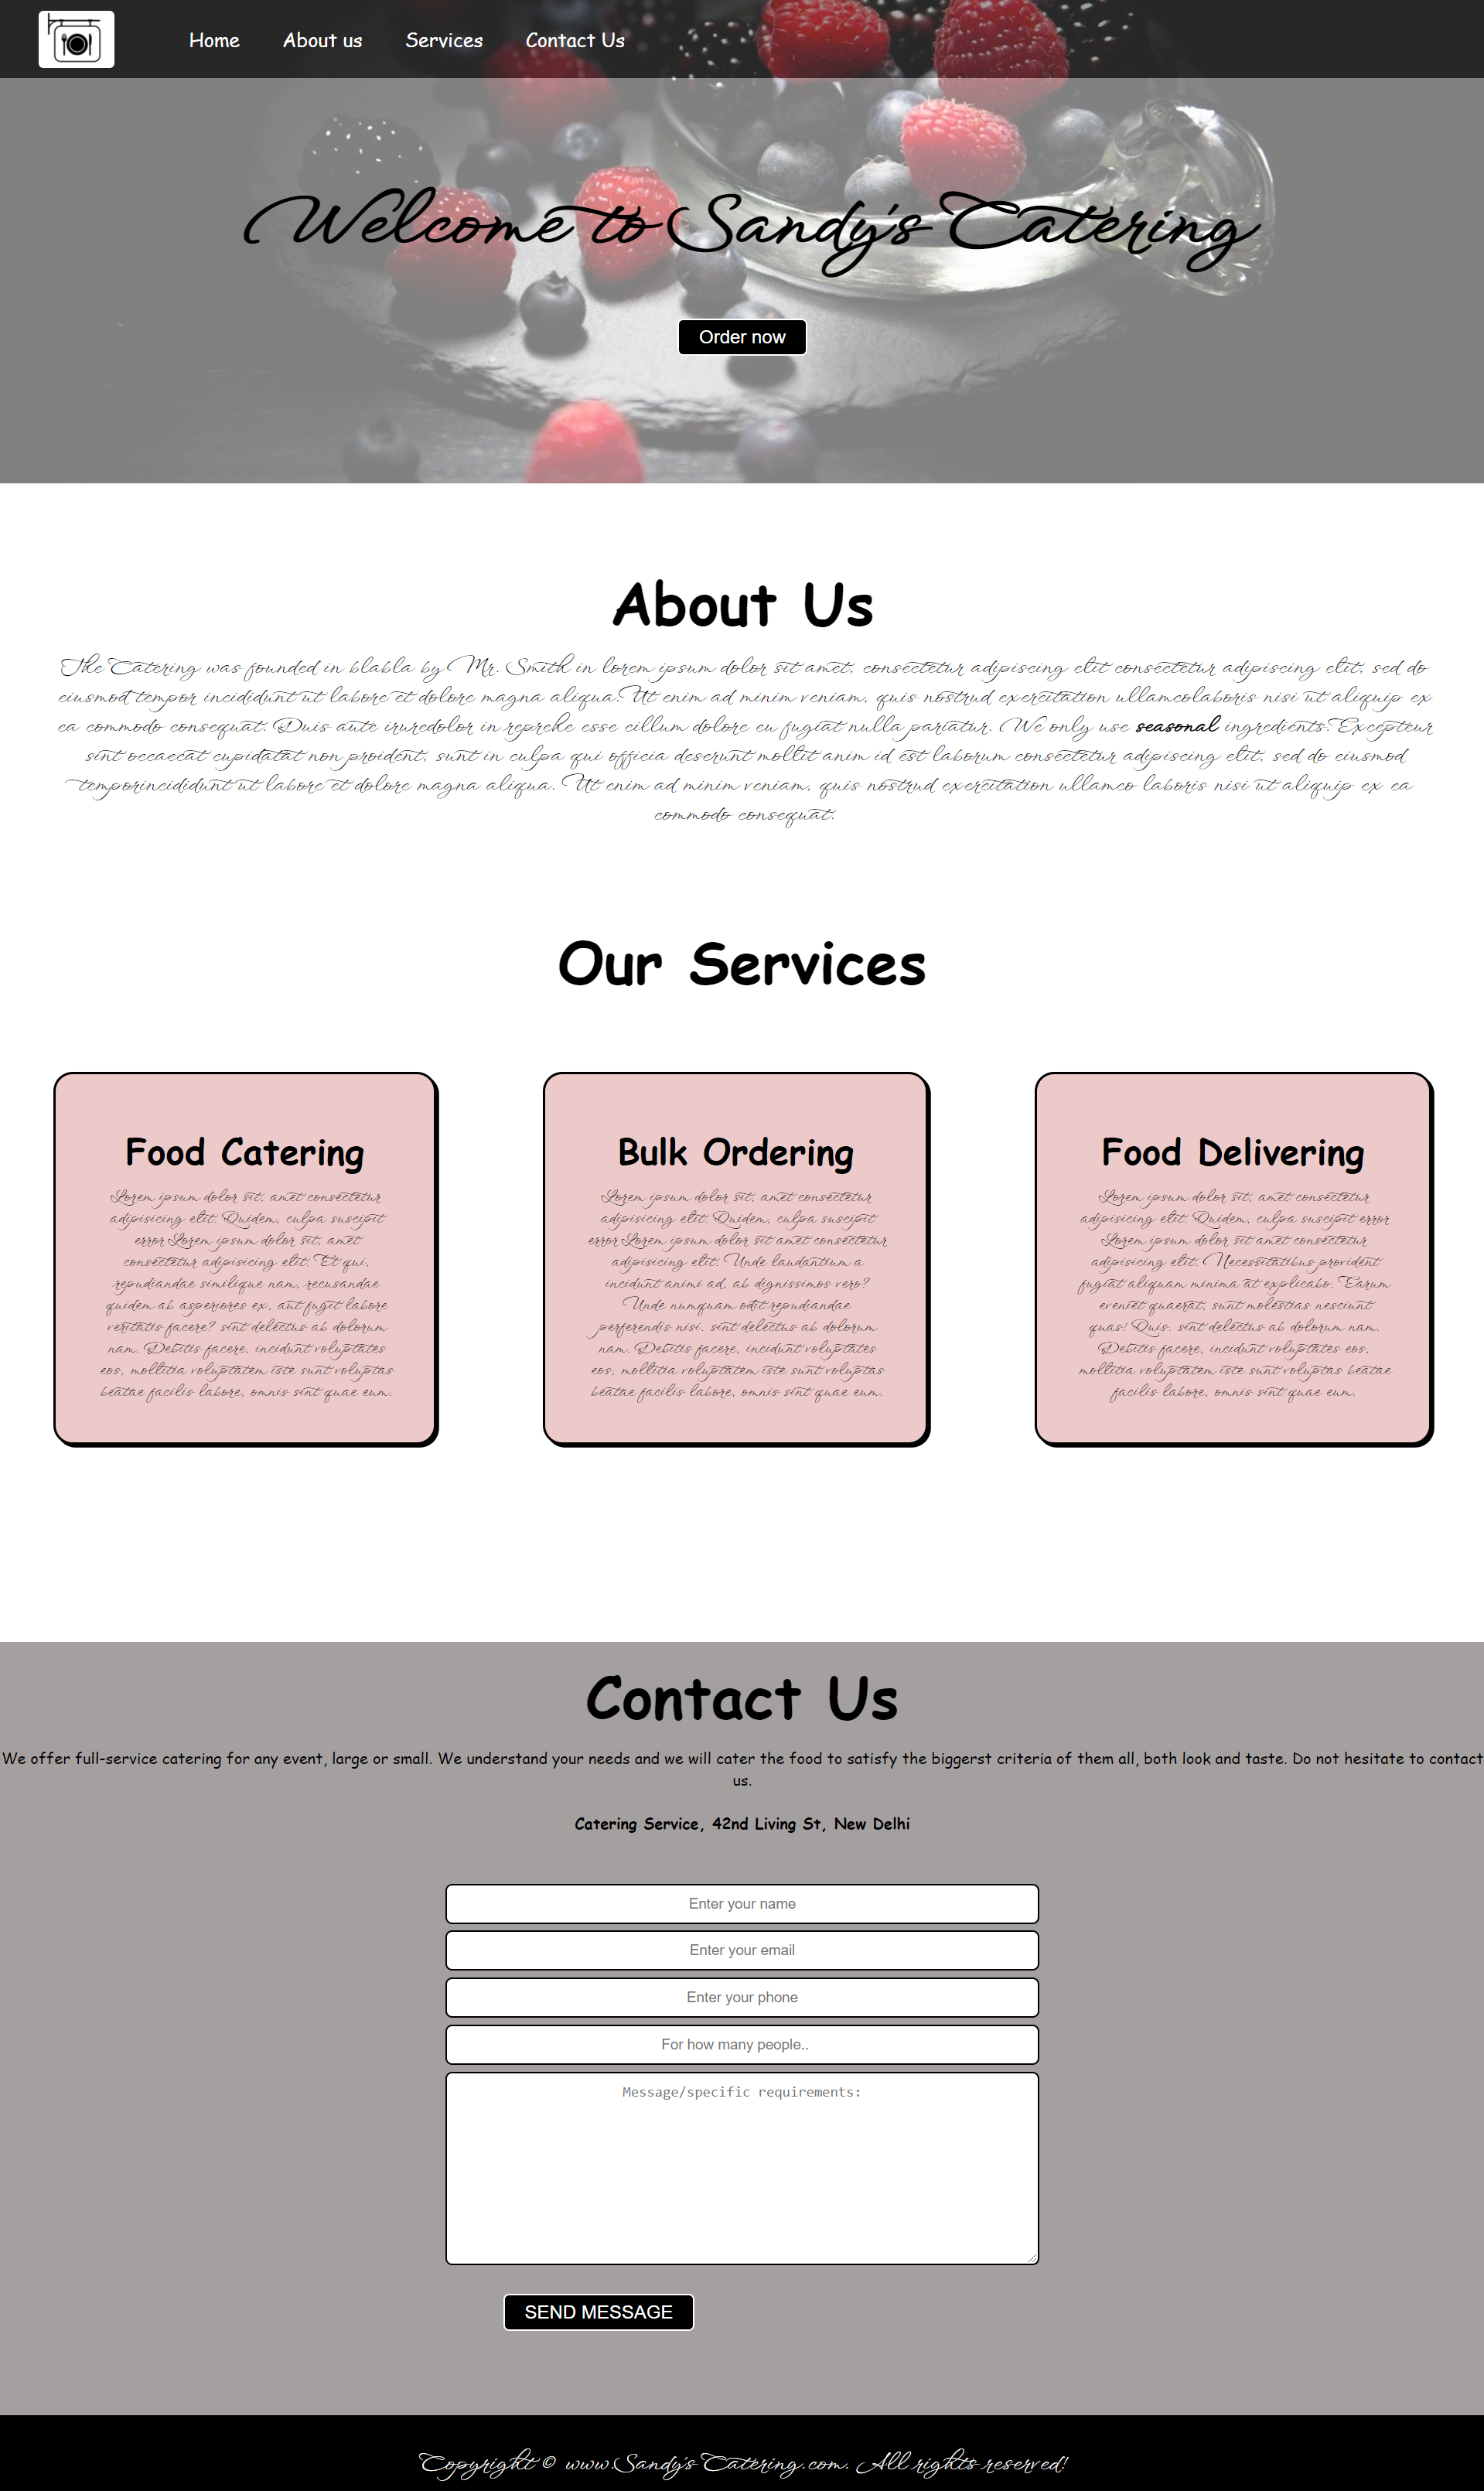 Home About us Services Contact Us
Welcome to Sandy's Catering
Order now
About Us
The Catering was founded in blabla by Mr. Smith in lorem ipsum dolor sit amet, consectetur adipiscing elit consectetur adipiscing elit, sed do
eiusmod tempor incididunt ut labore et dolore magna aliqua. Ut enim ad minim veniam, quis nostrud exercitation ullamcolaboris nisi ut aliquip ex
ea commodo consequat. Duis aute iruredolor in reprehe esse cillum dolore eu fugiat nulla pariatur. We only use seasonal ingredients. Excepteur
sint occaecat cupidatat non proident, sunt in culpa qui officia deserunt mollit anim id est laborum consectetur adipiscing elit, sed do eiusmod
temporincididunt ut labore et dolore magna aliqua. Ut enim ad minim veniam, quis nostrud exercitation ullamco laboris nisi ut aliquip ex ea
commodo consequat.
Our Services
Food Catering
Lorem ipsum dolor sit, amet consectetur
adipisicing elit. Quidem, culpa suscipit
error Lorem ipsum dolor sit, amet
consectetur adipisicing elit. Et qui,
repudiandae similique nam, recusandae
quidem ab asperiores ex, aut fugit labore
veritatis facere? sint delectus ab dolorum
nam. Debitis facere, incidunt voluptates
eos, mollitia voluptatem iste sunt voluptas
beatae facilis labore, omnis sint quae eum.
Bulk Ordering
Lorem ipsum dolor sit, amet consectetur
adipisicing elit. Quidem, culpa suscipit
error Lorem ipsum dolor sit amet consectetur
adipisicing elit. Unde laudantium a
incidunt animi ad, ab dignissimos vero?
Unde numquam odit repudiandae
perferendis nisi. sint delectus ab dolorum
nam. Debitis facere, incidunt voluptates
eos, mollitia voluptatem iste sunt voluptas
beatae facilis labore, omnis sint quae eum.
Food Delivering
Lorem ipsum dolor sit, amet consectetur
adipisicing elit. Quidem, culpa suscipit error
Lorem ipsum dolor sit amet consectetur
adipisicing elit. Necessitatibus provident
fugiat aliquam minima at explicabo. Earum
eveniet quaerat, sunt molestias nesciunt
quas! Quis. sint delectus ab dolorum nam.
Debitis facere, incidunt voluptates eos,
mollitia voluptatem iste sunt voluptas beatae
facilis labore, omnis sint quae eum.
Contact Us
We offer full-service catering for any event, large or small. We understand your needs and we will cater the food to satisfy the biggerst criteria of them all, both look and taste. Do not hesitate to contact
us.
Catering Service, 42nd Living St, New Delhi
Enter your name
Enter your email
Enter your phone
For how many people..
Message/specific requirements:
SEND MESSAGE
Copyright © www.Sandy's-Catering.com. All rights reserved!